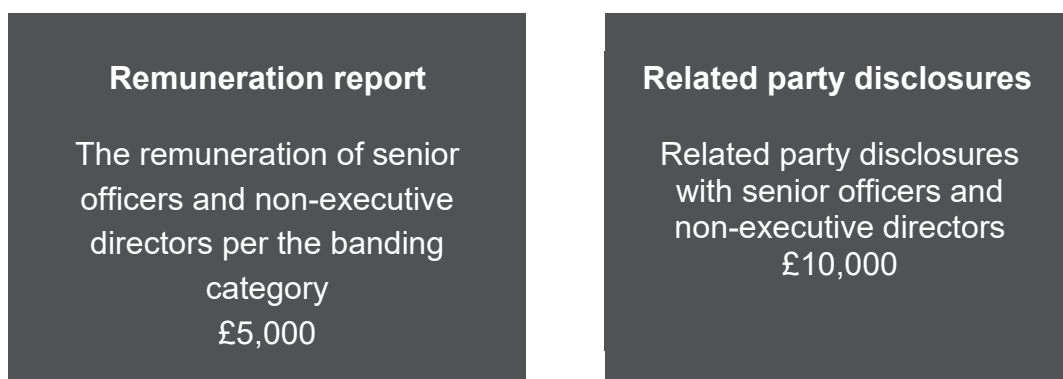 Remuneration report
The remuneration of senior
officers and non-executive
directors per the banding
category
£5,000
Related party disclosures
Related party disclosures
with senior officers and
non-executive directors
£10,000